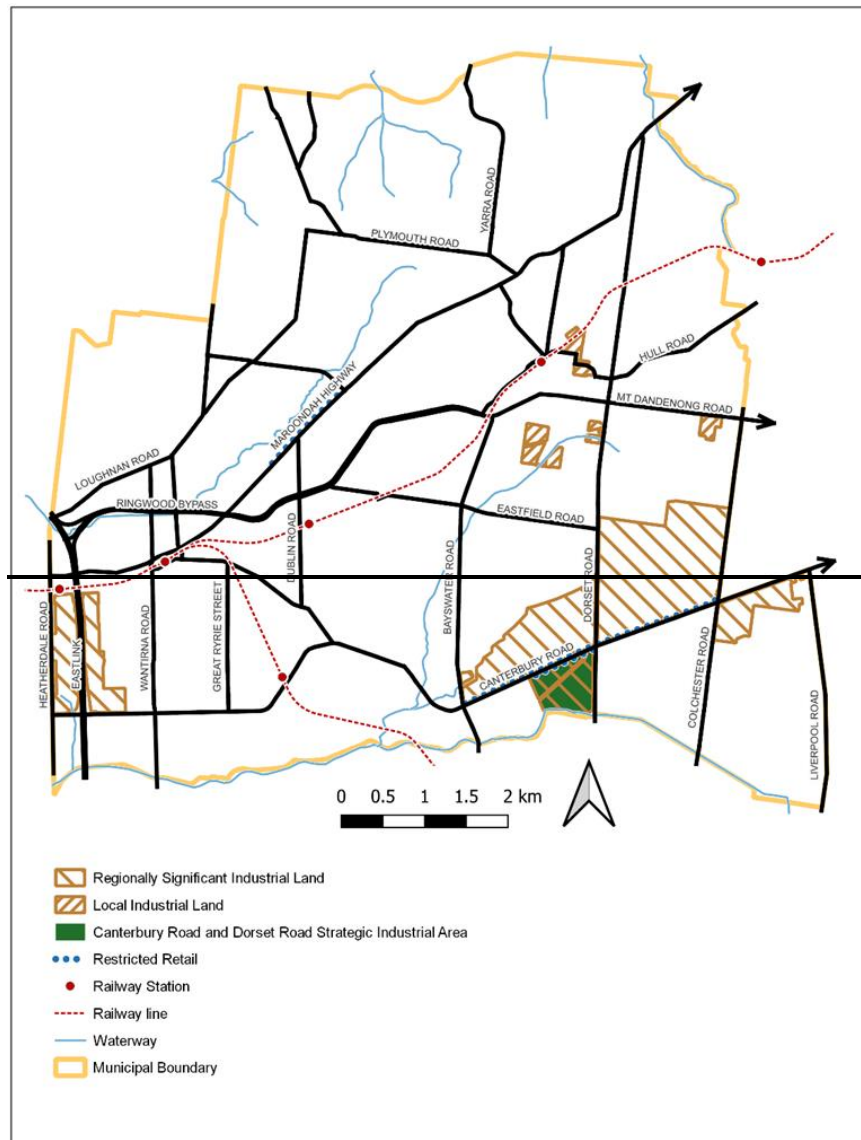 YARRA ROAD
PLYMOUTH ROAD
HULL ROAD
MAROONDAH HIGHWAY
MT DANDENONG ROAD
LOUGHNAN ROAD
RINGWOOD BYPASS
EASTFIELD ROAD
DUBLIN ROAD
BAYSWATER ROAD
DORSET ROAD
HEATHERDALE ROAD
EASTLINK
WANTIRNA ROAD
GREAT RYRIE STREET
CANTERBURY ROAD
COLCHESTER ROAD
LIVERPOOL ROAD
0 0.5 1 1.5 2 km
Regionally Significant Industrial Land
Local Industrial Land
Canterbury Road and Dorset Road Strategic Industrial Area
Restricted Retail
Railway Station
Railway line
Waterway
Municipal Boundary